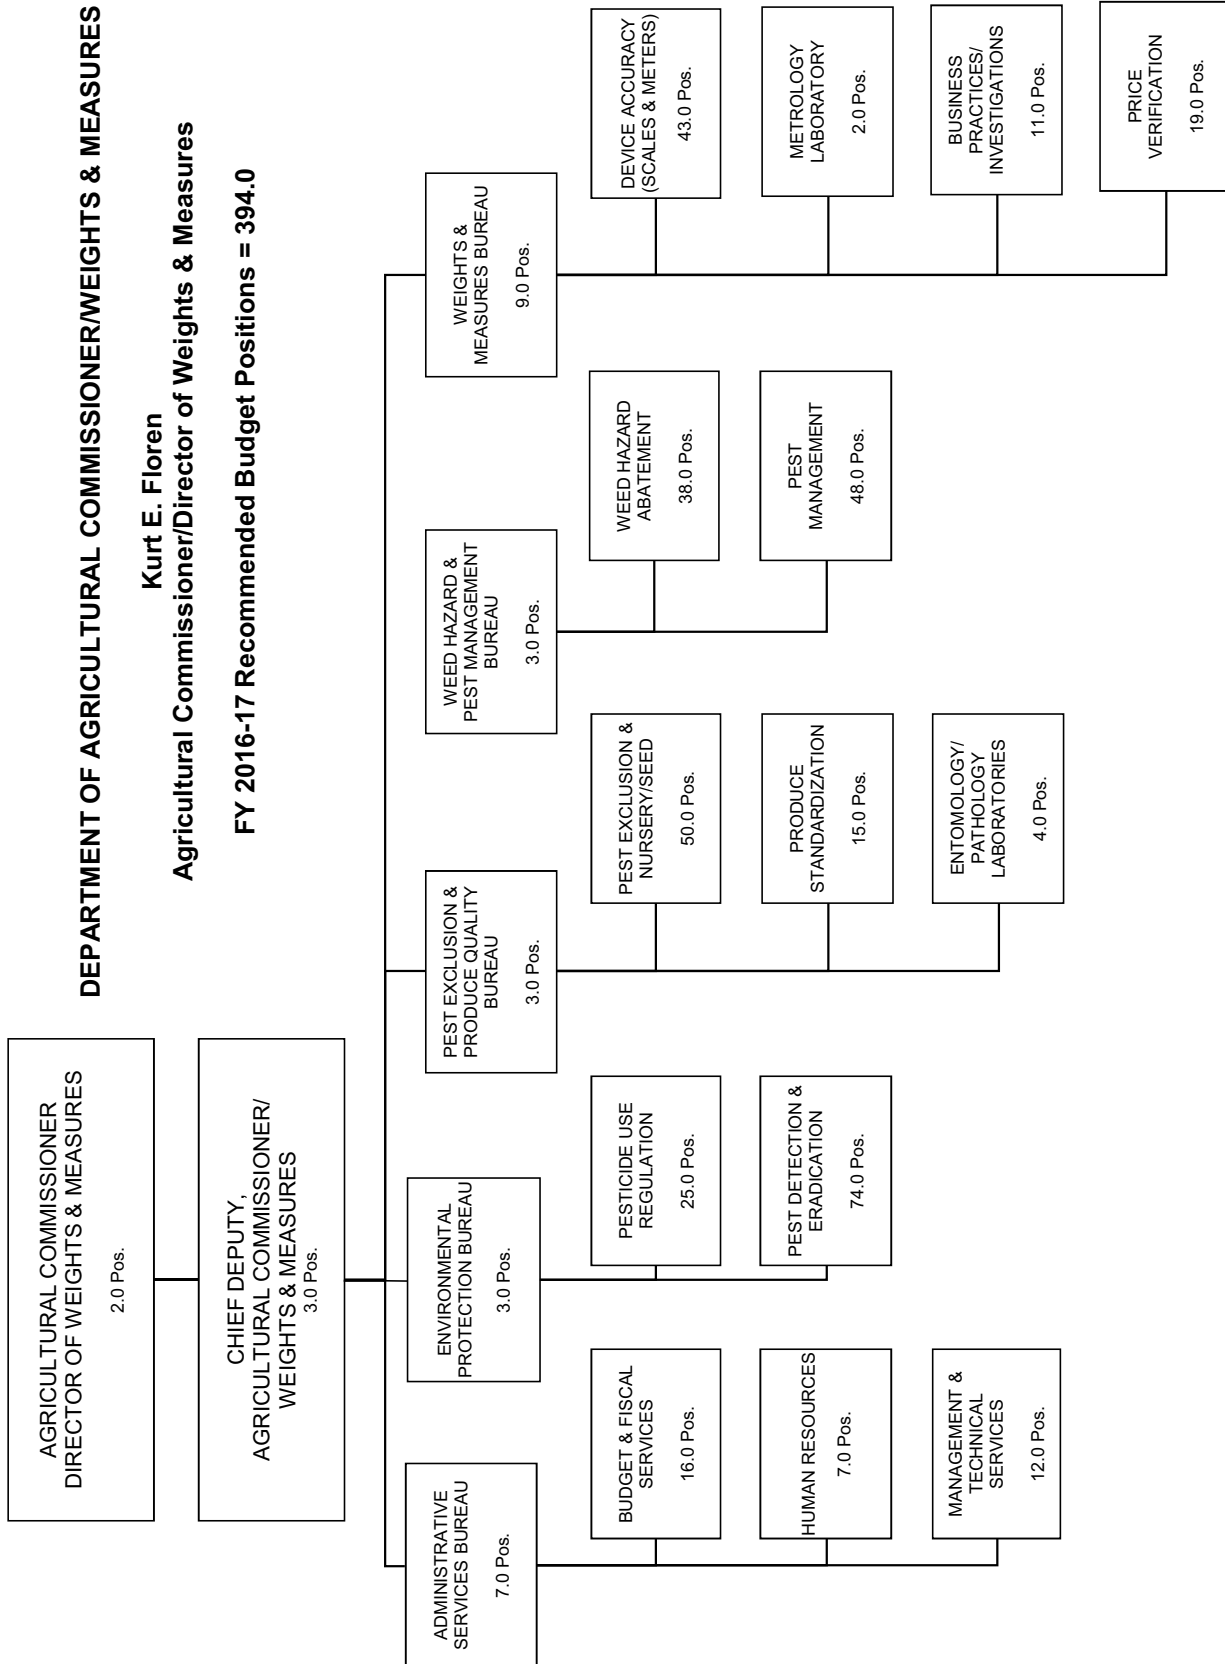 DEPARTMENT OF AGRICULTURAL COMMISSIONER/WEIGHTS & MEASURES
Kurt E. Floren
Agricultural Commissioner/Director of Weights & Measures
FY 2016-17 Recommended Budget Positions = 394.0
AGRICULTURAL COMMISSIONER
DIRECTOR OF WEIGHTS & MEASURES
2.0 Pos.
CHIEF DEPUTY,
AGRICULTURAL COMMISSIONER/
WEIGHTS & MEASURES
3.0 Pos.
ADMINISTRATIVE
SERVICES BUREAU
7.0 Pos.
BUDGET & FISCAL
SERVICES
16.0 Pos.
HUMAN RESOURCES
7.0 Pos.
MANAGEMENT &
TECHNICAL
SERVICES
12.0 Pos.
ENVIRONMENTAL
PROTECTION BUREAU
3.0 Pos.
PESTICIDE USE
REGULATION
25.0 Pos.
PEST DETECTION &
ERADICATION
74.0 Pos.
PEST EXCLUSION &
PRODUCE QUALITY
BUREAU
3.0 Pos.
PEST EXCLUSION &
NURSERY/SEED
50.0 Pos.
PRODUCE
STANDARDIZATION
15.0 Pos.
ENTOMOLOGY/
PATHOLOGY
LABORATORIES
4.0 Pos.
WEED HAZARD &
PEST MANAGEMENT
BUREAU
3.0 Pos.
WEED HAZARD
ABATEMENT
38.0 Pos.
PEST
MANAGEMENT
48.0 Pos.
WEIGHTS &
MEASURES BUREAU
9.0 Pos.
DEVICE ACCURACY
(SCALES & METERS)
43.0 Pos.
METROLOGY
LABORATORY
2.0 Pos.
BUSINESS
PRACTICES/
INVESTIGATIONS
11.0 Pos.
PRICE
VERIFICATION
19.0 Pos.